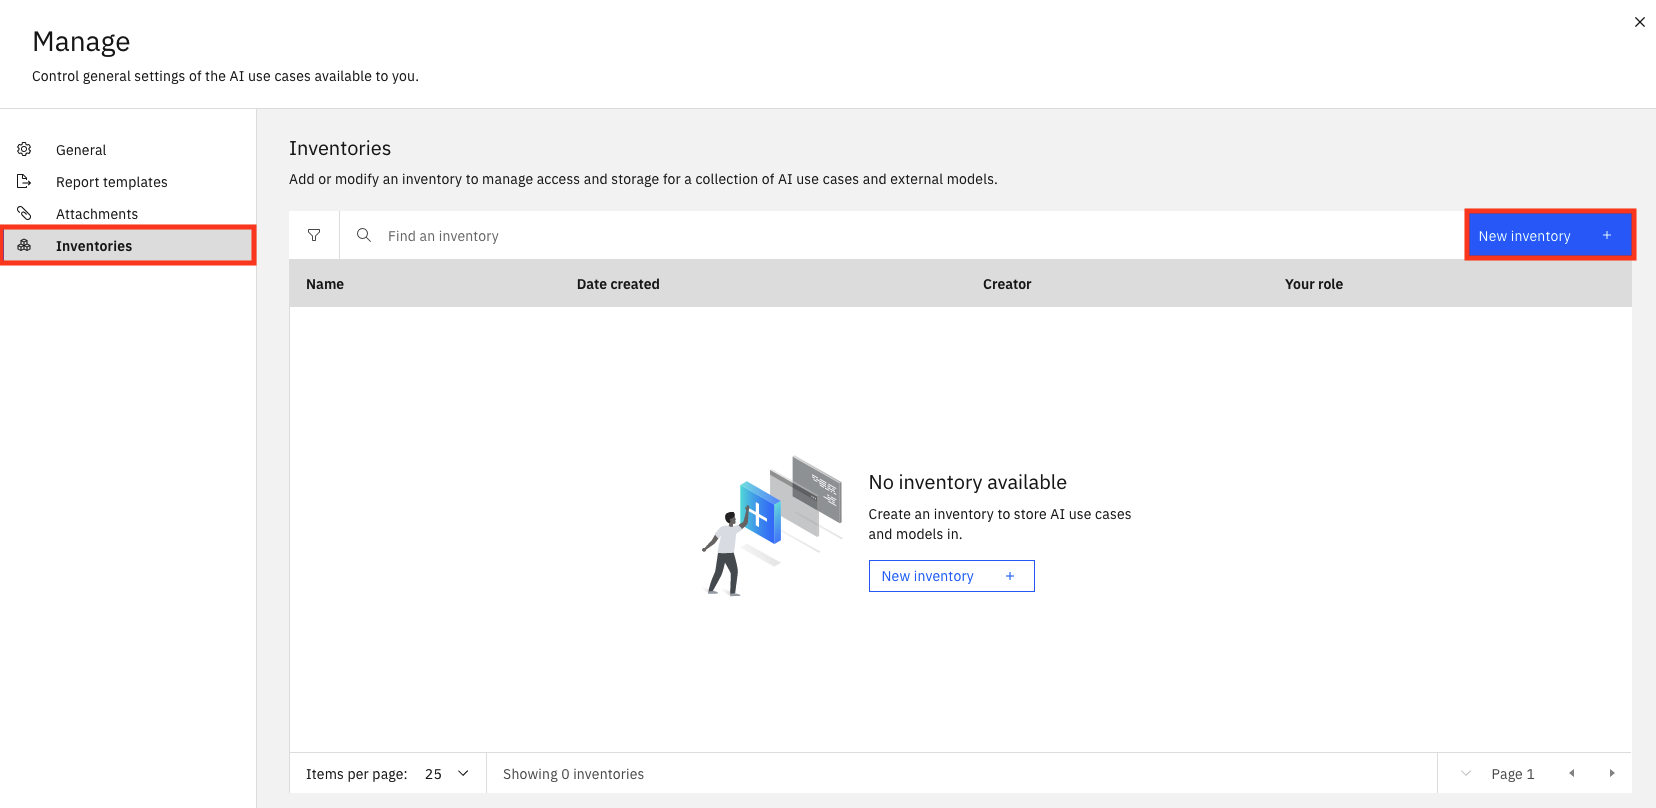 Manage
Control general settings of the AI use cases available to you.
General
Report templates
Attachments
Inventories
Inventories
Add or modify an inventory to manage access and storage for a collection of AI use cases and external models.
Find an inventory
New inventory +
Name Date created Creator Your role
No inventory available
Create an inventory to store AI use cases
and models in.
New inventory +
Items per page: 25 Showing 0 inventories Page 1